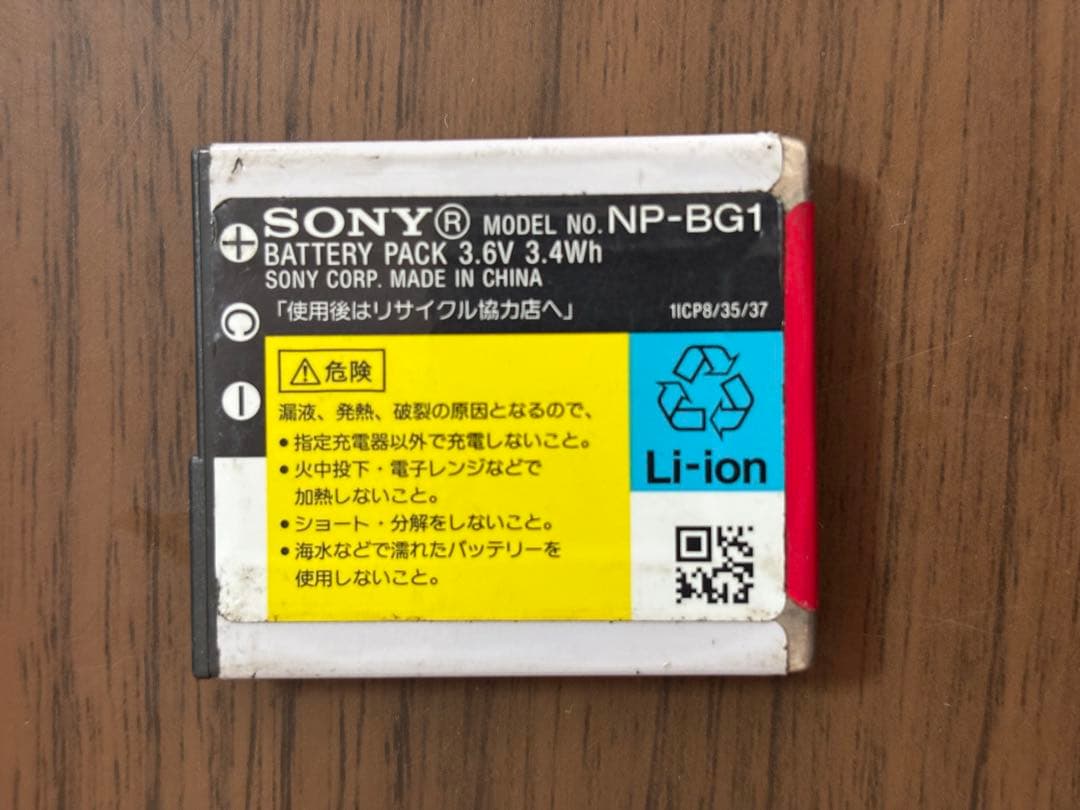 SONY® MODEL NO. NP-BG1
BATTERY PACK 3.6V 3.4Wh
SONY CORP. MADE IN CHINA
「使用後はリサイクル協力店へ」 1ICP8/35/37
+
C
−
⚠危険
漏液、発熱、破裂の原因となるので、
●指定充電器以外で充電しないこと。
●火中投下・電子レンジなどで
加熱しないこと。
●ショート・分解をしないこと。
●海水などで濡れたバッテリーを
使用しないこと。
Li-ion